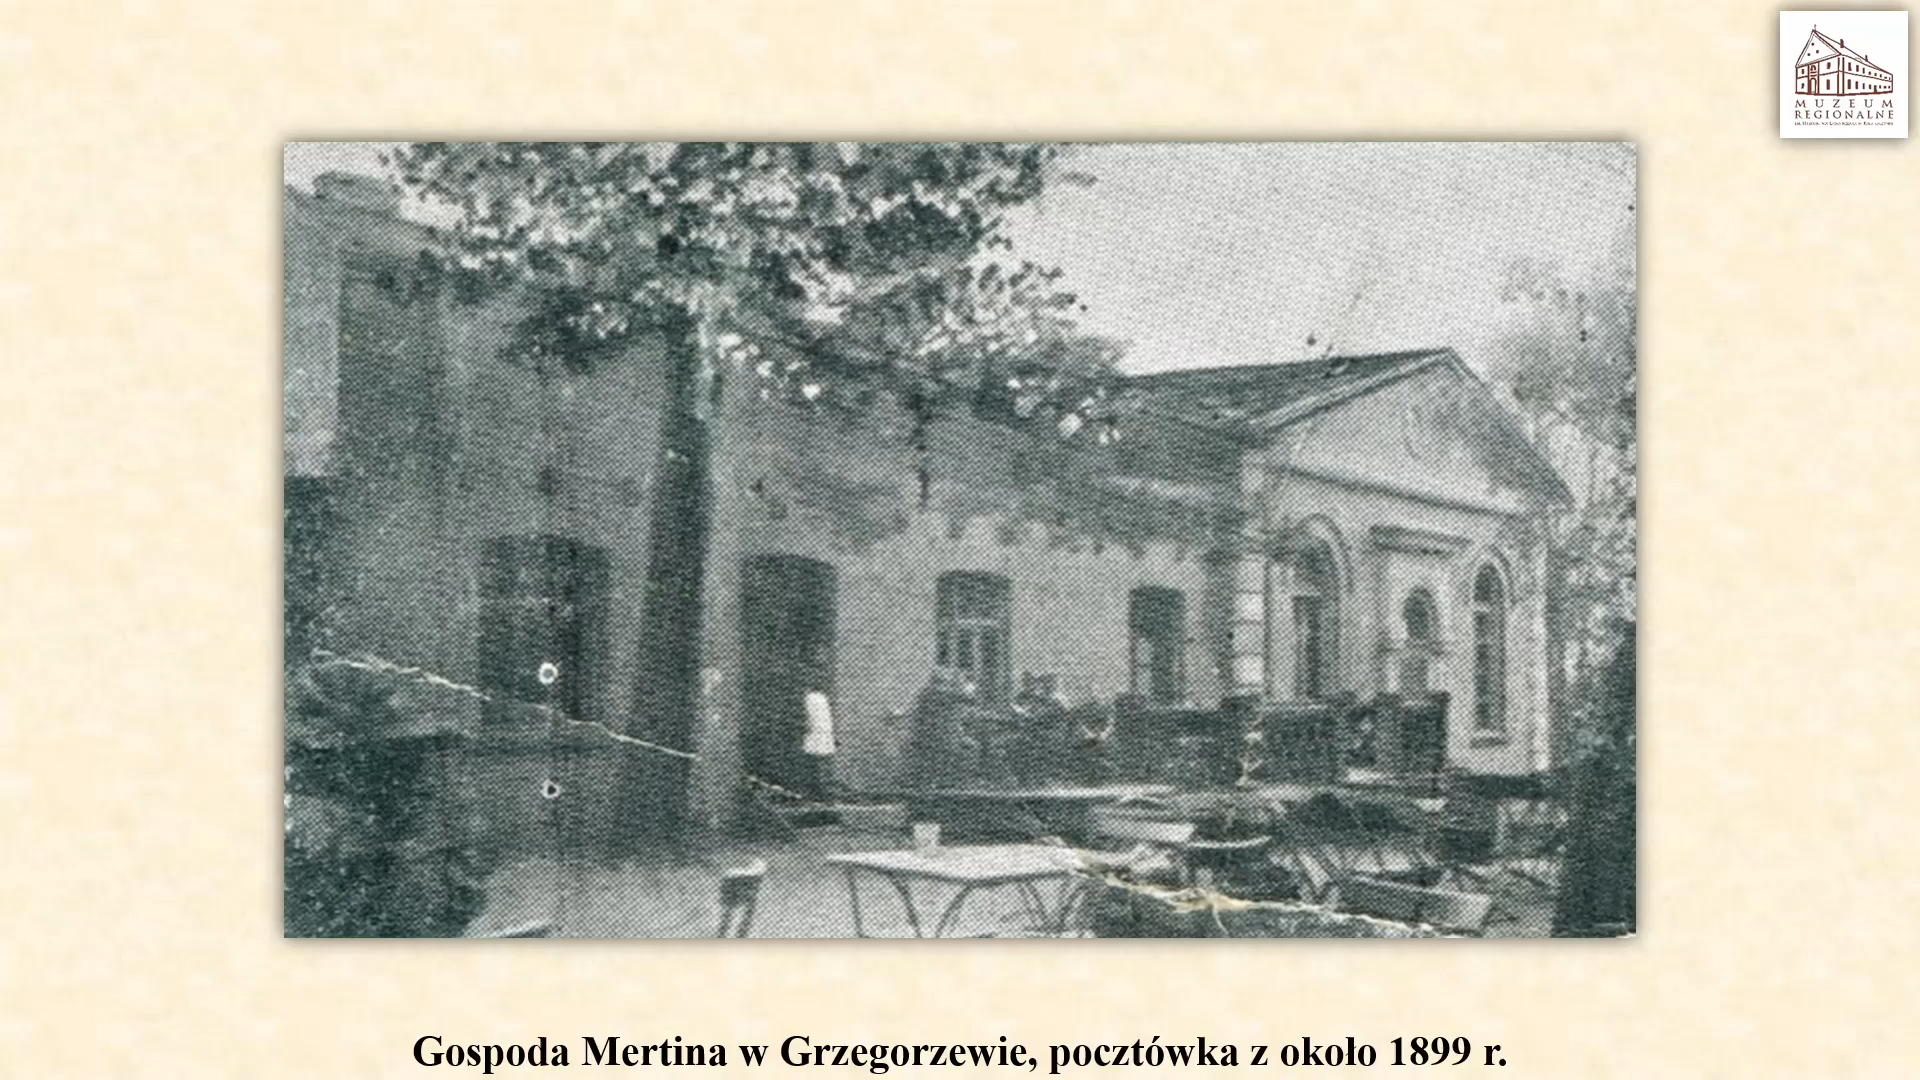 MUZEUM
REGIONALNE
Gospoda Mertina w Grzegorzewie, pocztówka z około 1899 r.